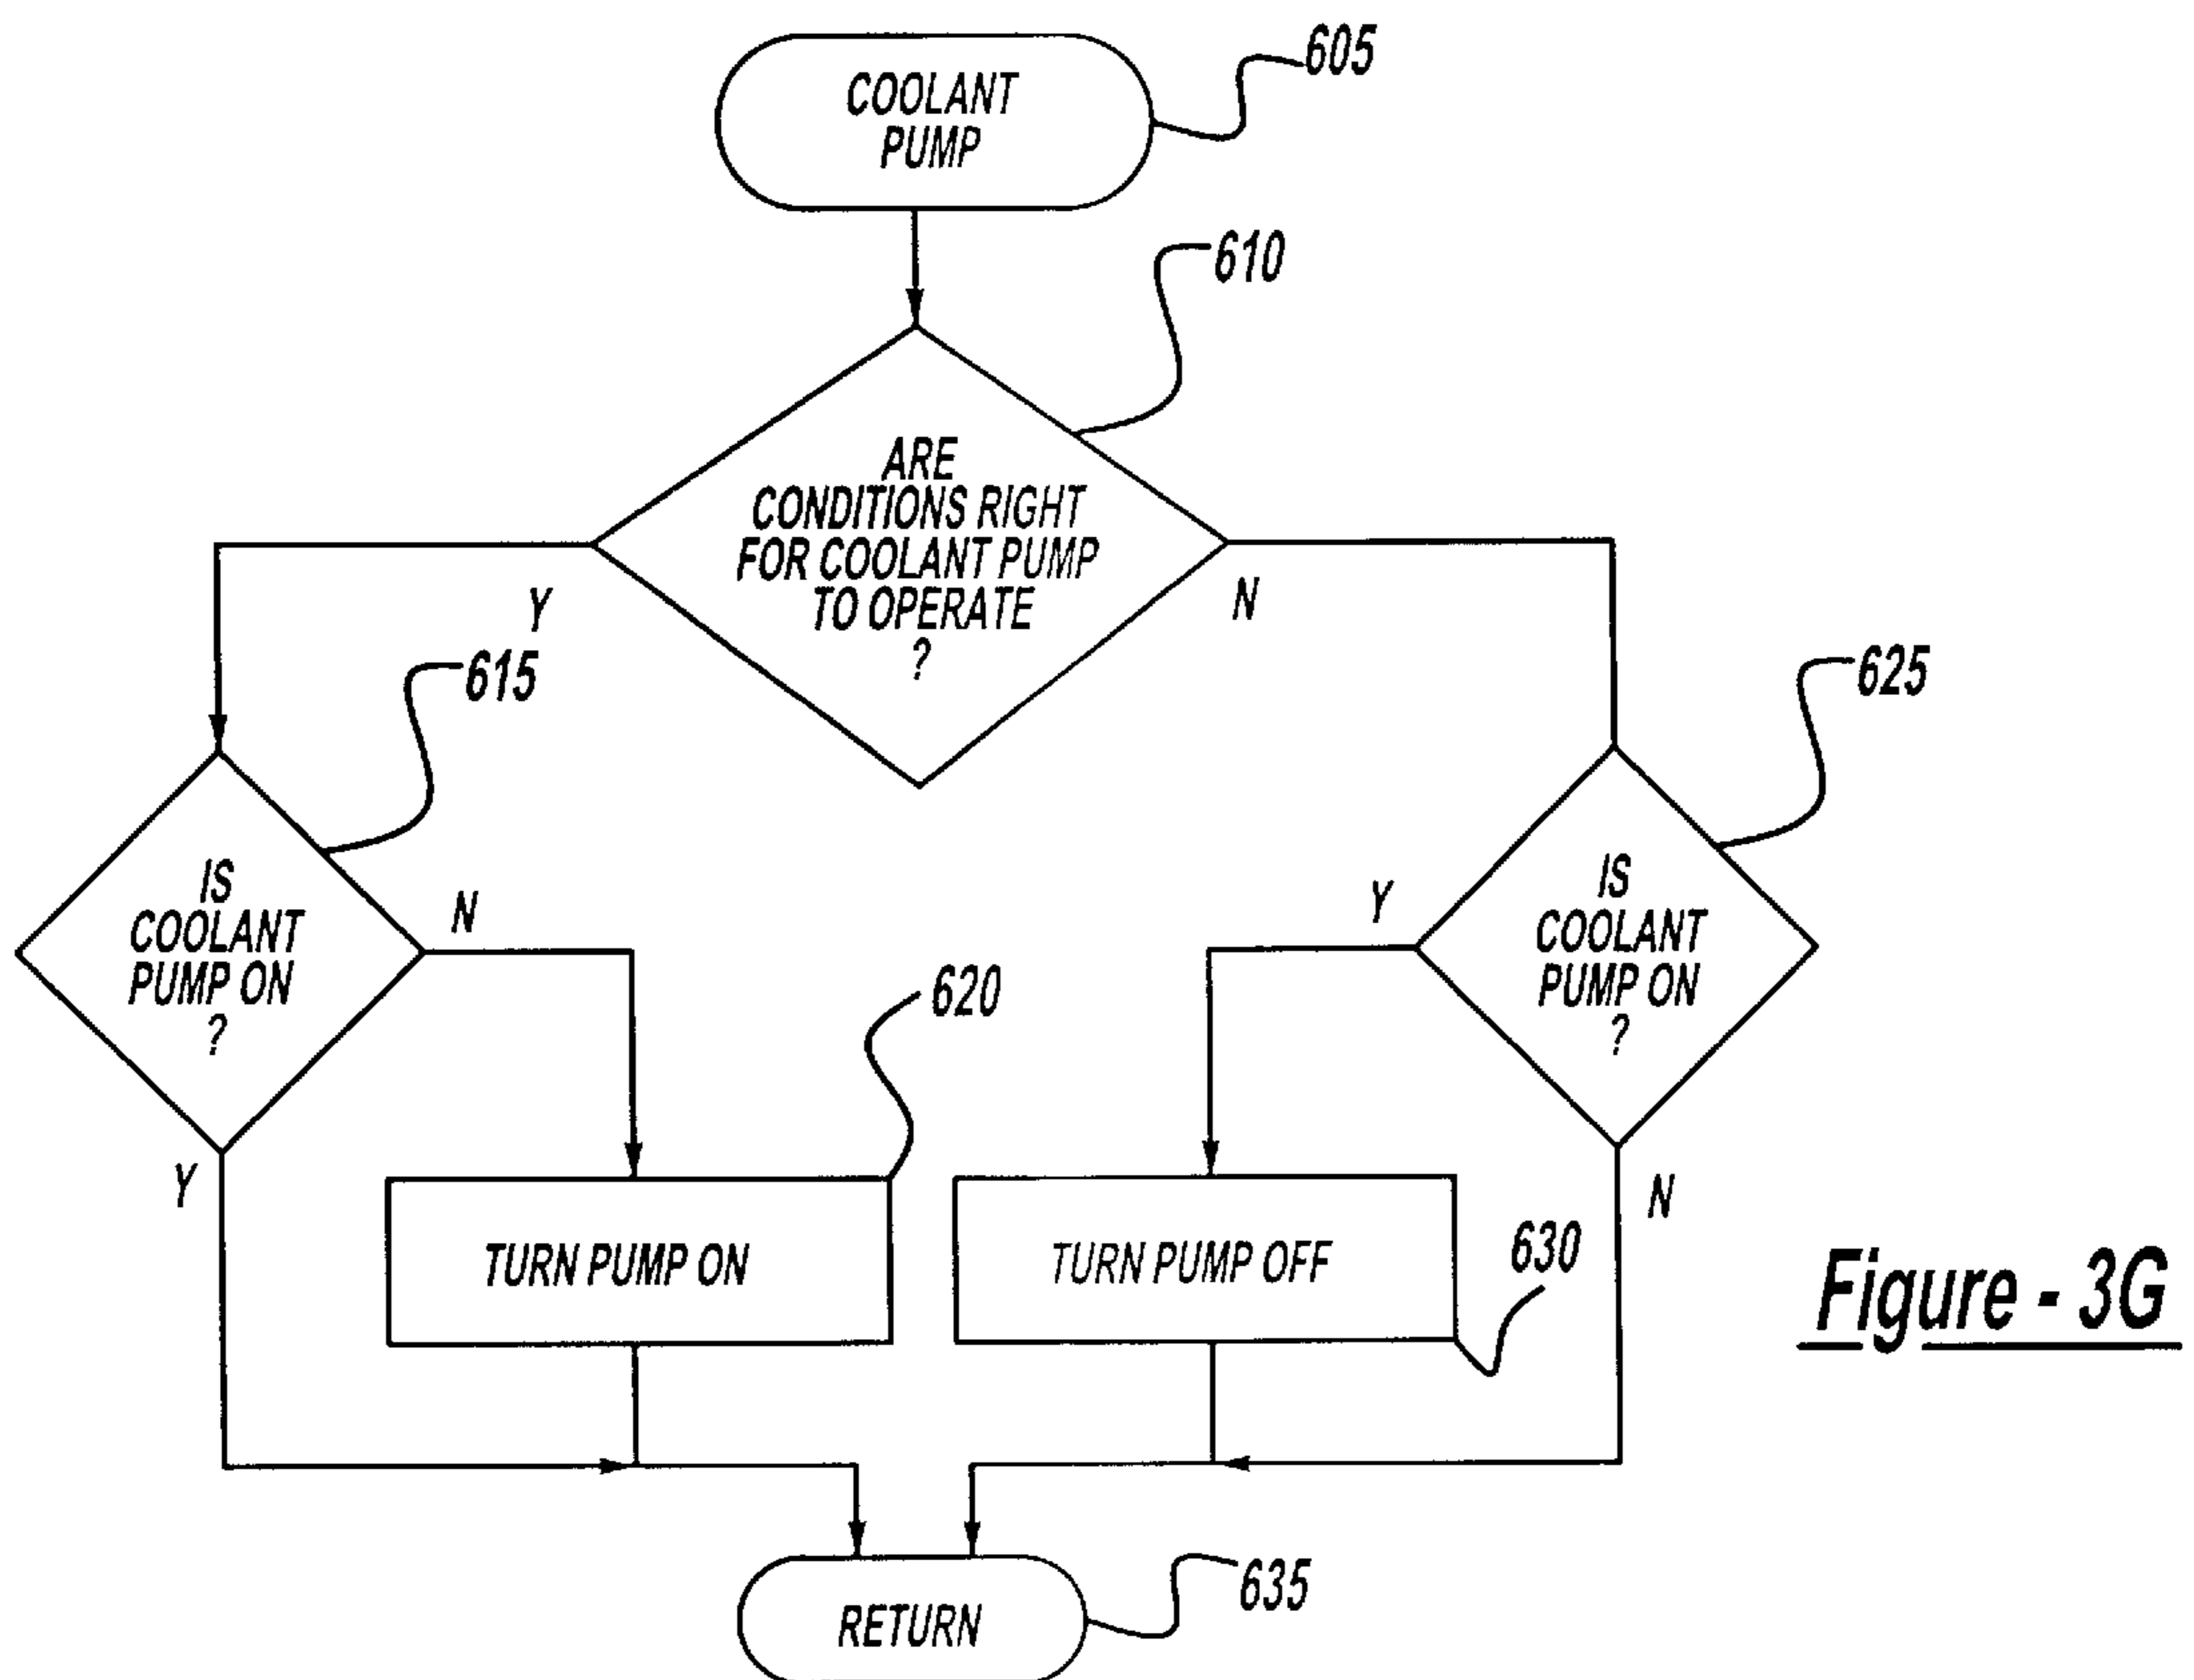 COOLANT
PUMP
605
610
ARE
CONDITIONS RIGHT
FOR COOLANT PUMP
TO OPERATE
?
Y
N
615
625
IS
COOLANT
PUMP ON
?
N
Y
IS
COOLANT
PUMP ON
?
620
Y
N
TURN PUMP ON
TURN PUMP OFF
630
Figure - 3G
RETURN
635